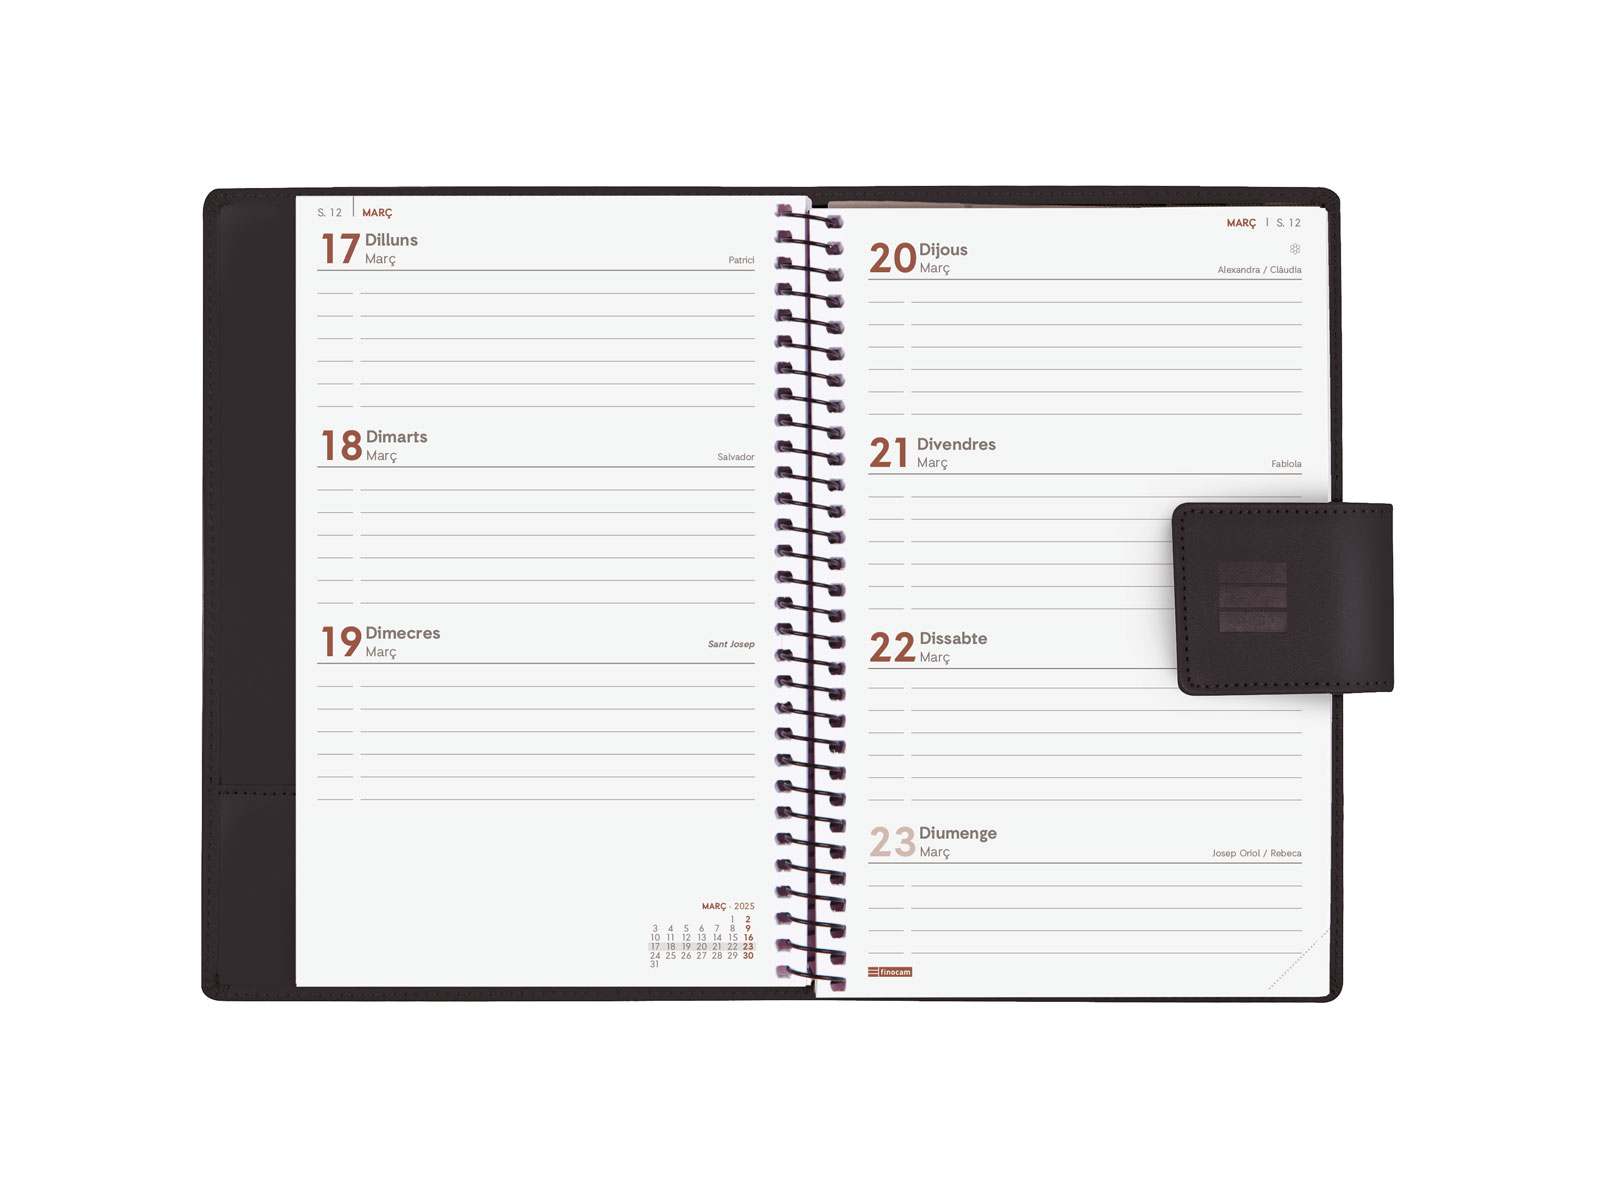 S. 12 | MARÇ
17 Dilluns
Març
Patrici
18 Dimarts
Març
Salvador
19 Dimecres
Març
Sant Josep
MARÇ - 2025
1 2
3 4 5 6 7 8 9
10 11 12 13 14 15 16
17 18 19 20 21 22 23
24 25 26 27 28 29 30
31
MARÇ | S. 12
20 Dijous
Març
Alexandra / Clàudia
21 Divendres
Març
Fabiola
22 Dissabte
Març
23 Diumenge
Març
Josep Oriol / Rebeca
finocam